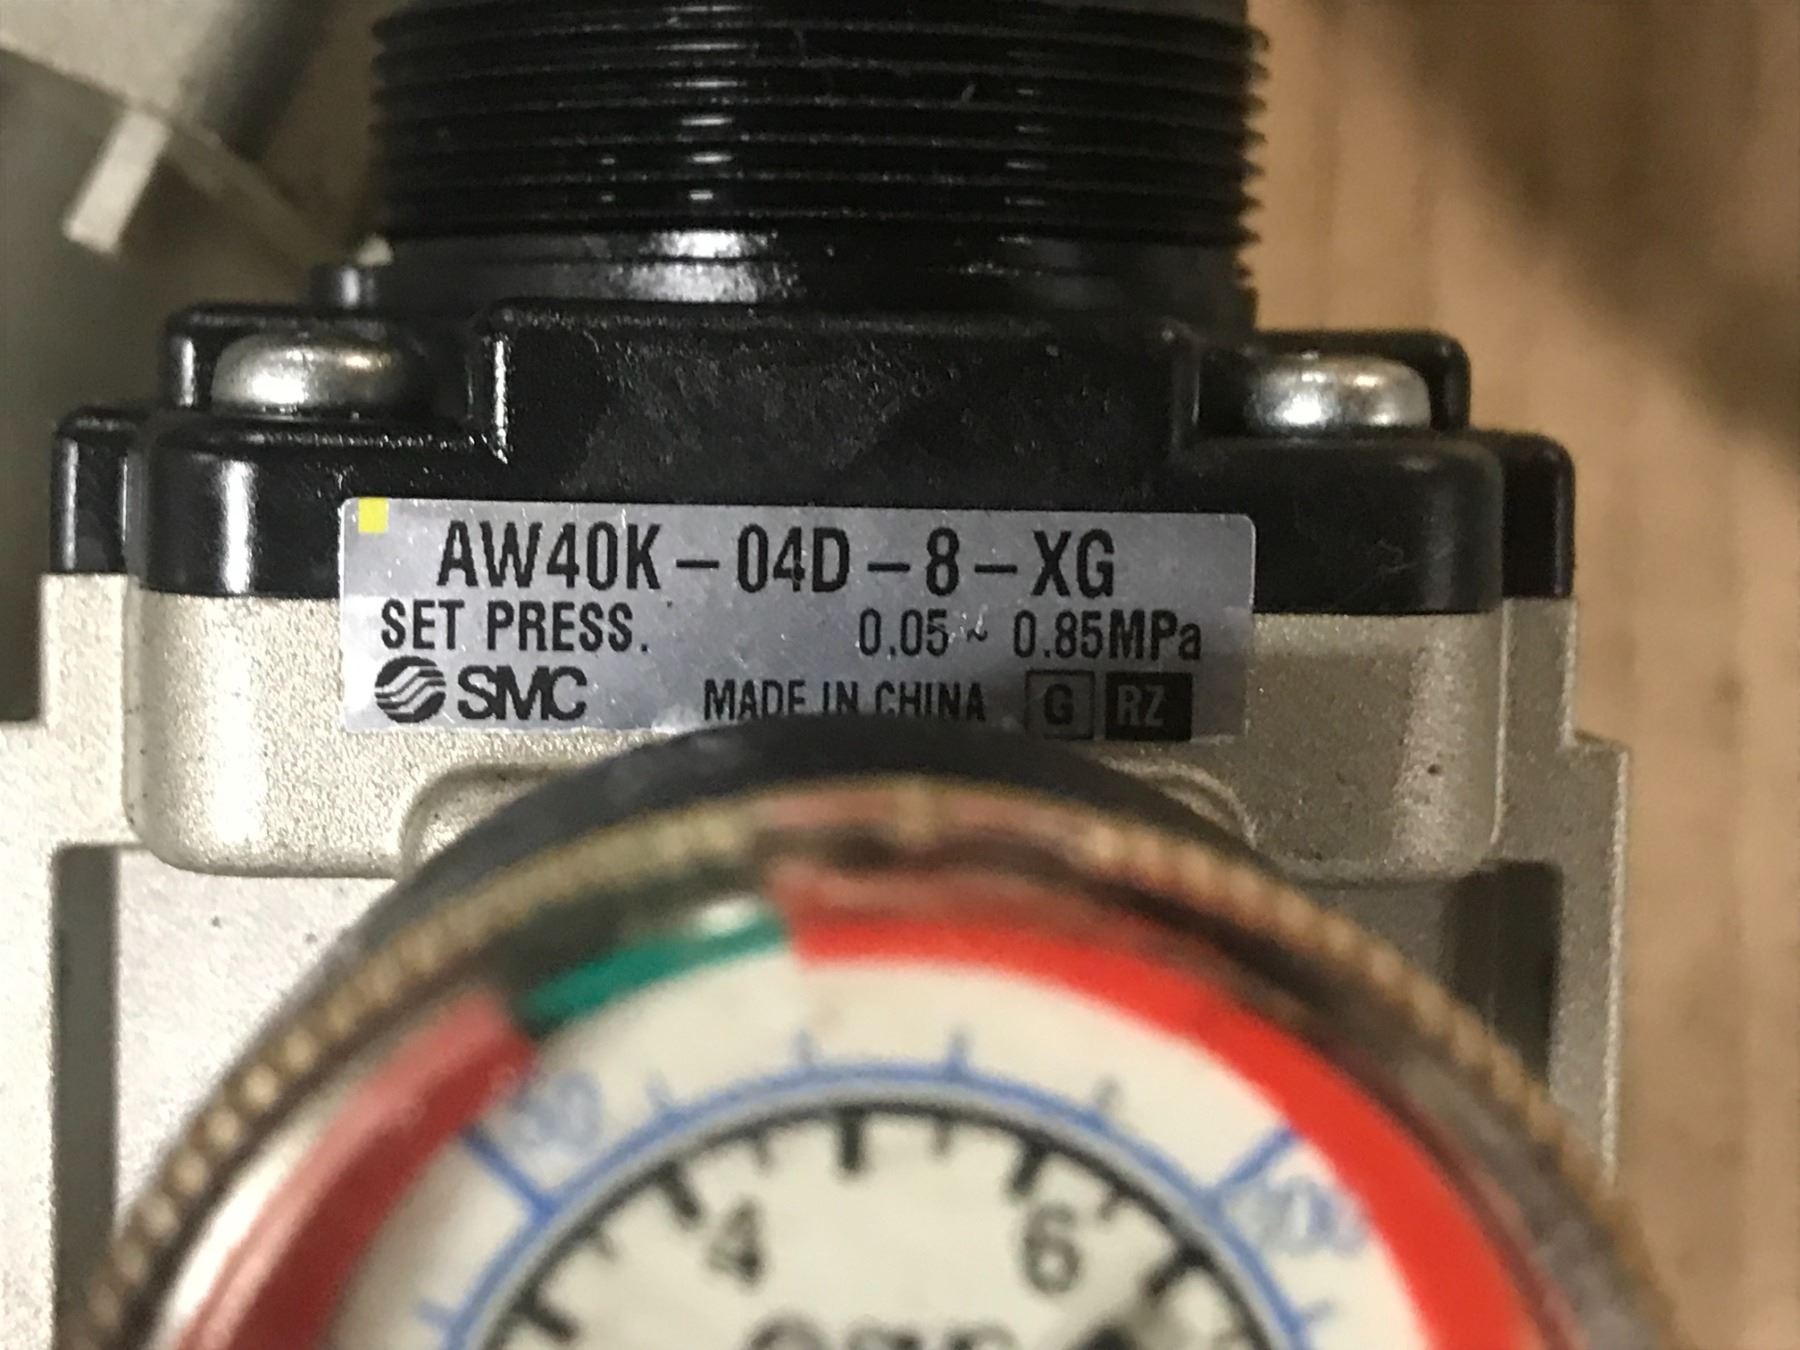 AW40K-04D-8-XG
SET PRESS. 0.05 ~ 0.85MPa
SMC MADE IN CHINA G RZ
4 6